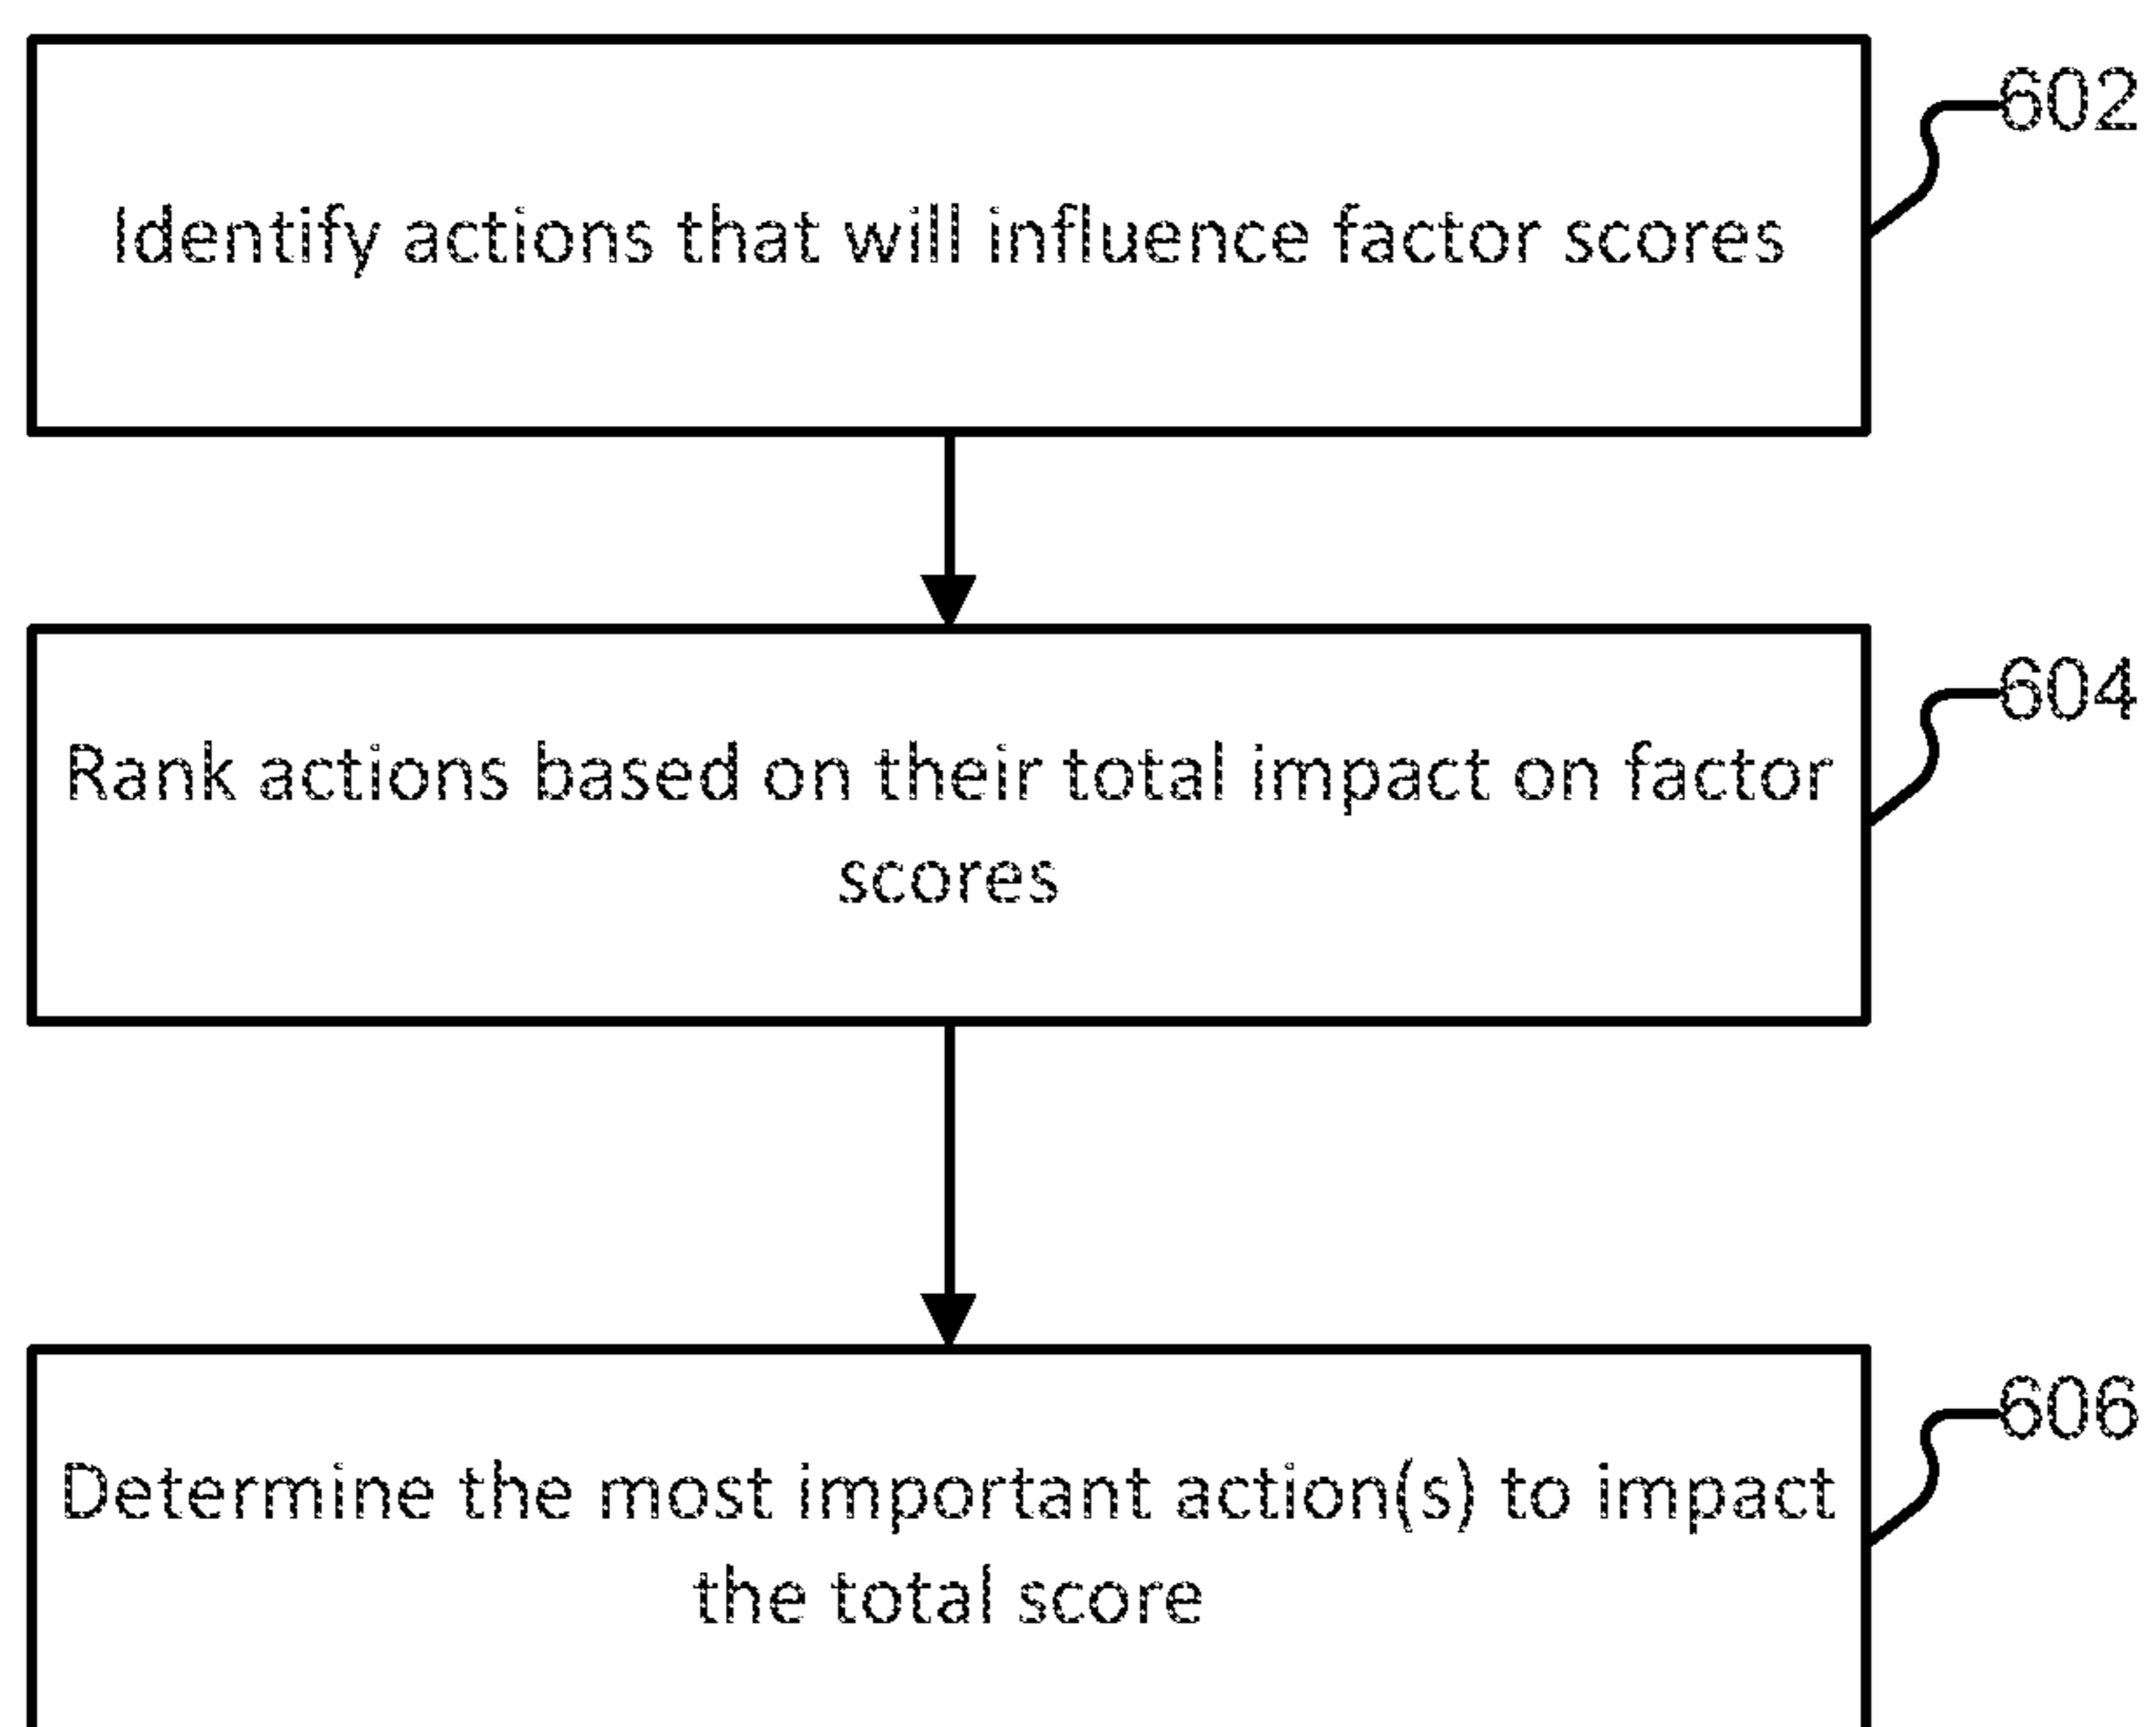 602
Identify actions that will influence factor scores
604
Rank actions based on their total impact on factor
scores
606
Determine the most important action(s) to impact
the total score